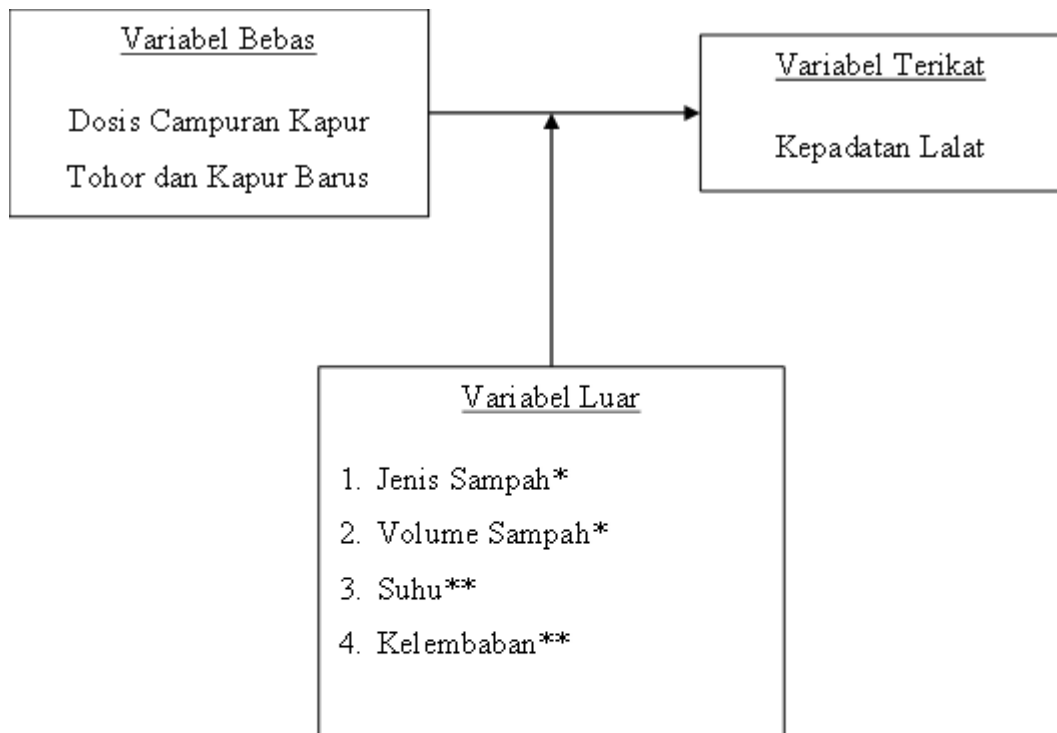 Variabel Bebas
Dosis Campuran Kapur
Tohor dan Kapur Barus
Variabel Terikat
Kepadatan Lalat
Variabel Luar
1. Jenis Sampah*
2. Volume Sampah*
3. Suhu**
4. Kelembaban**